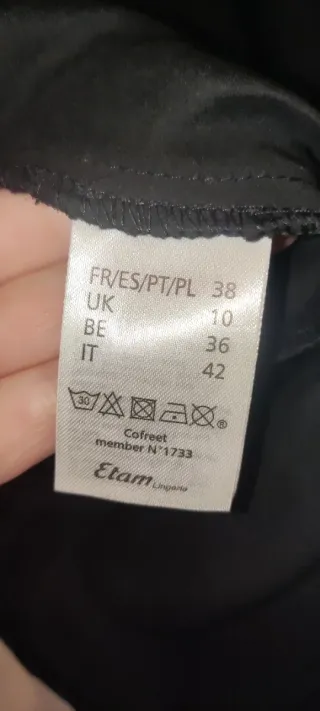 FR/ES/PT/PL 38
UK 10
BE 36
IT 42
30 ®
Cofreet
member N°1733
Etam Lingerie